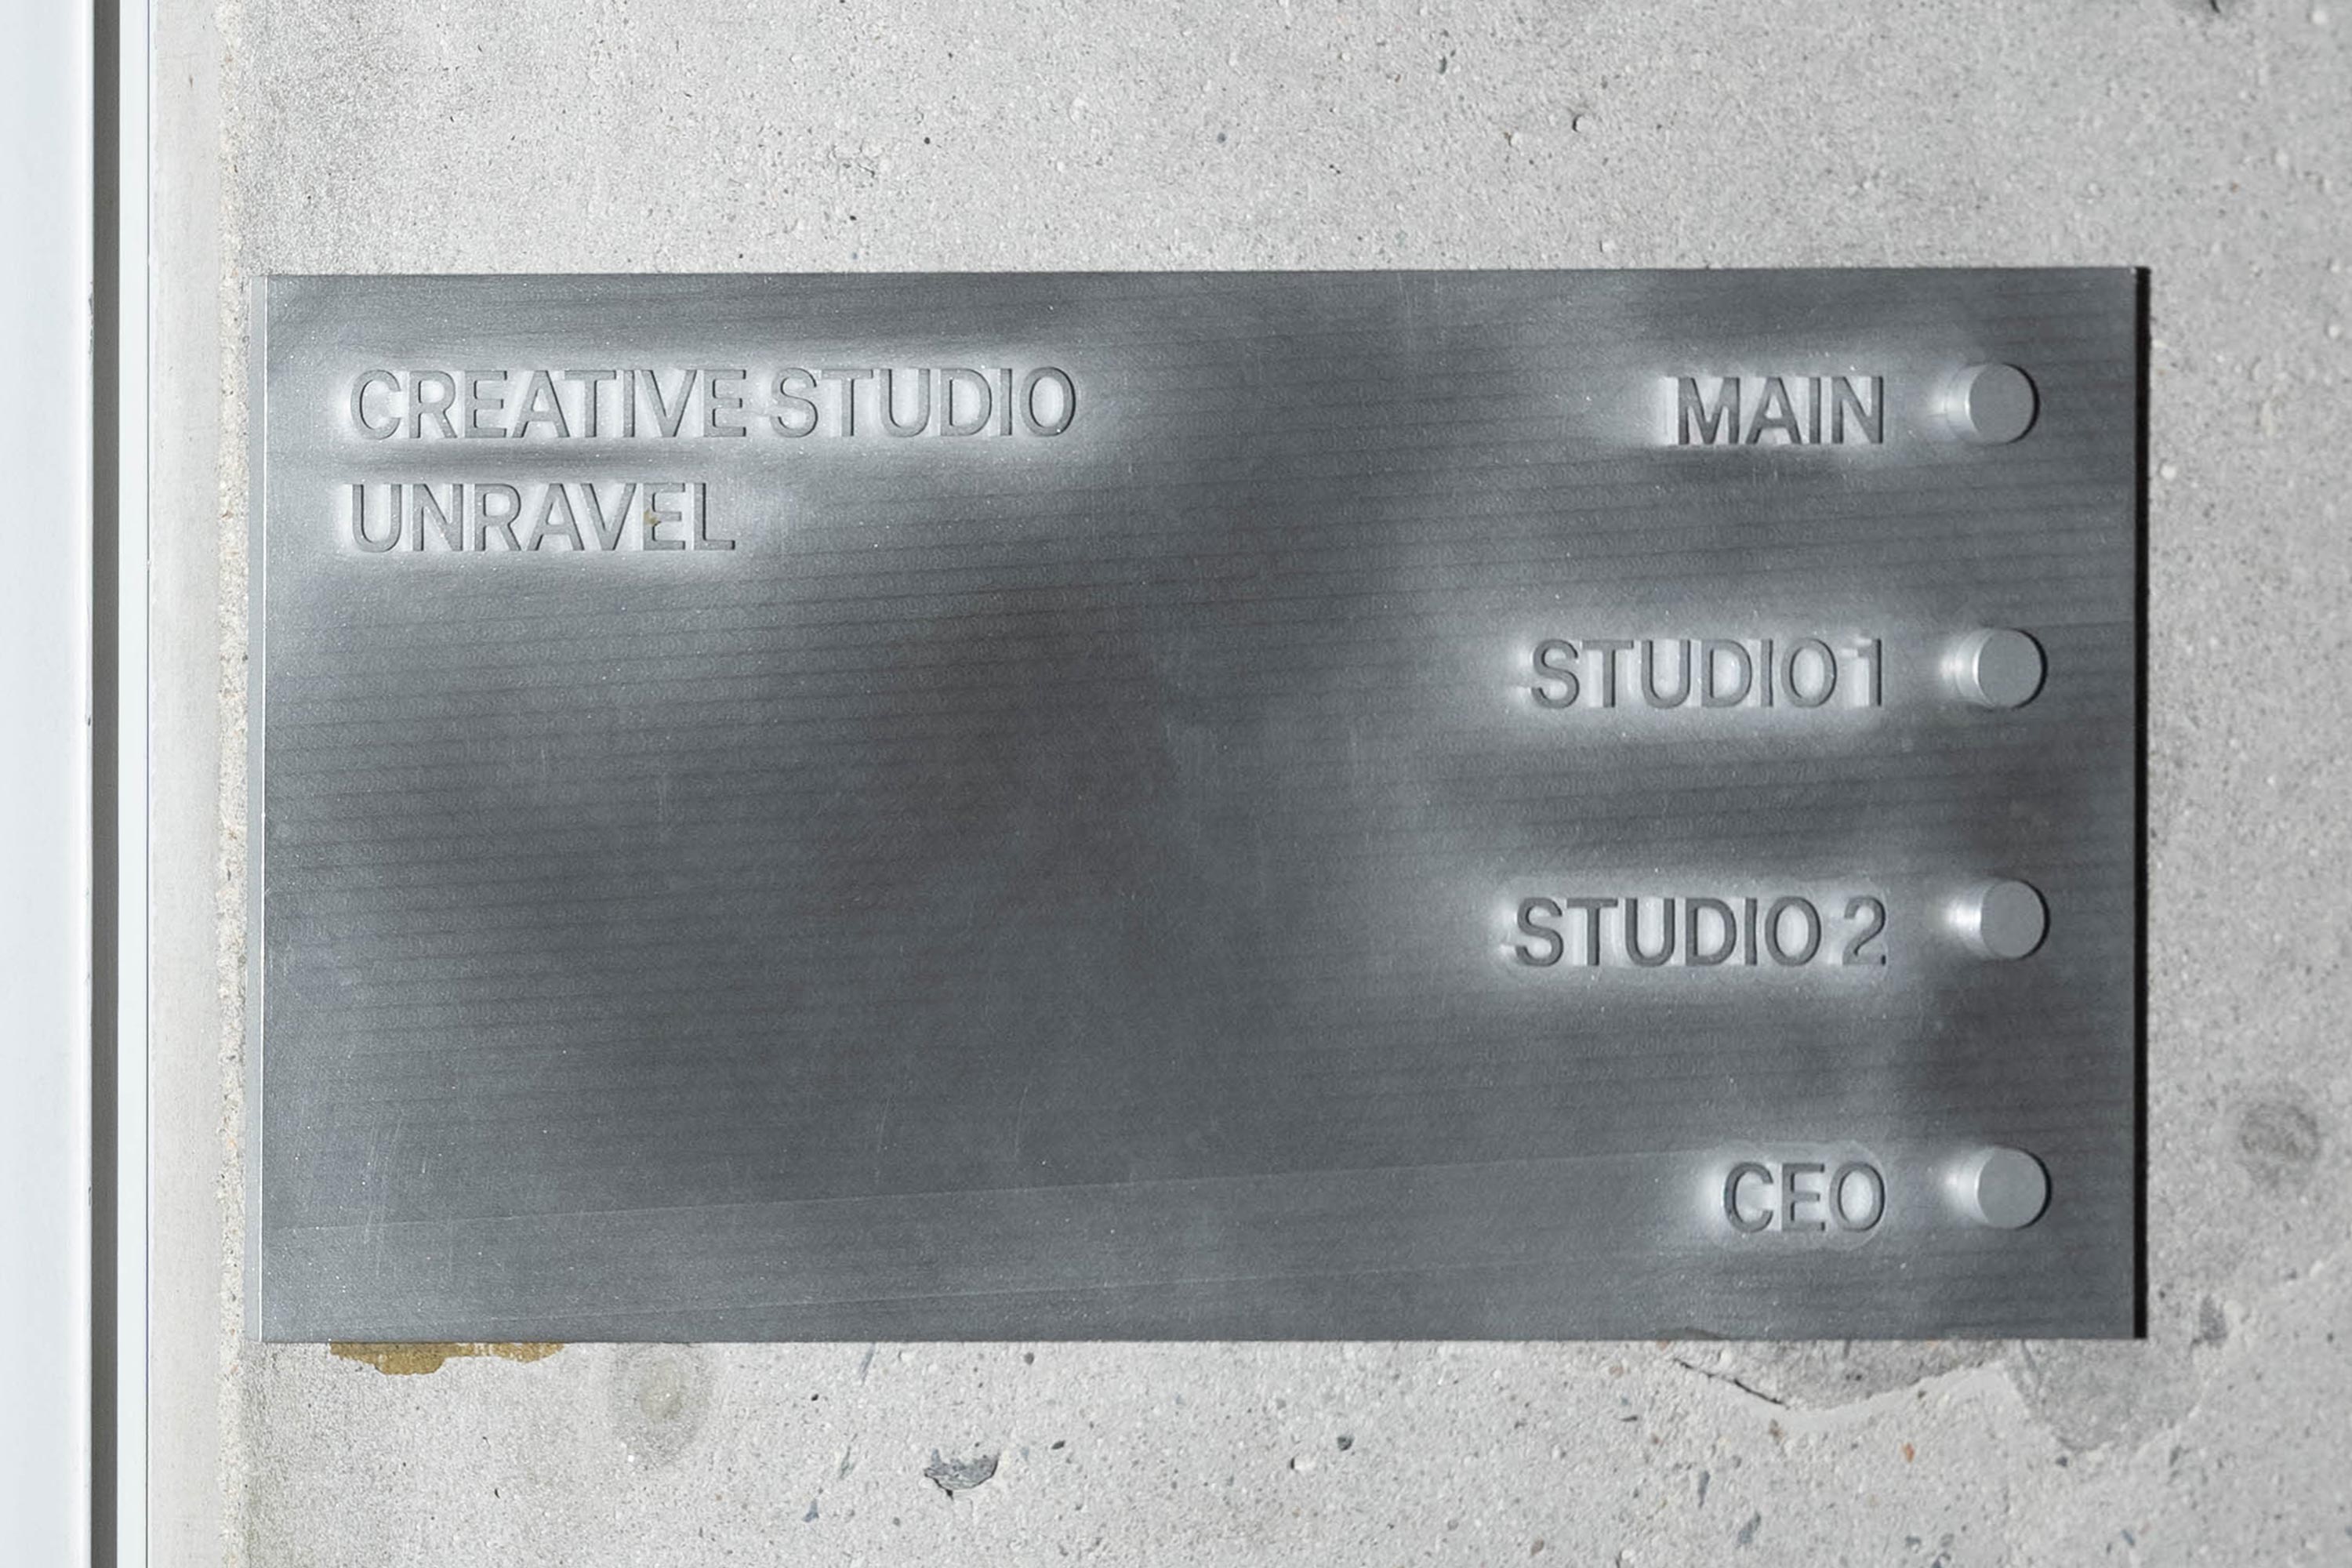 CREATIVE STUDIO
UNRAVEL
MAIN
STUDIO 1
STUDIO 2
CEO